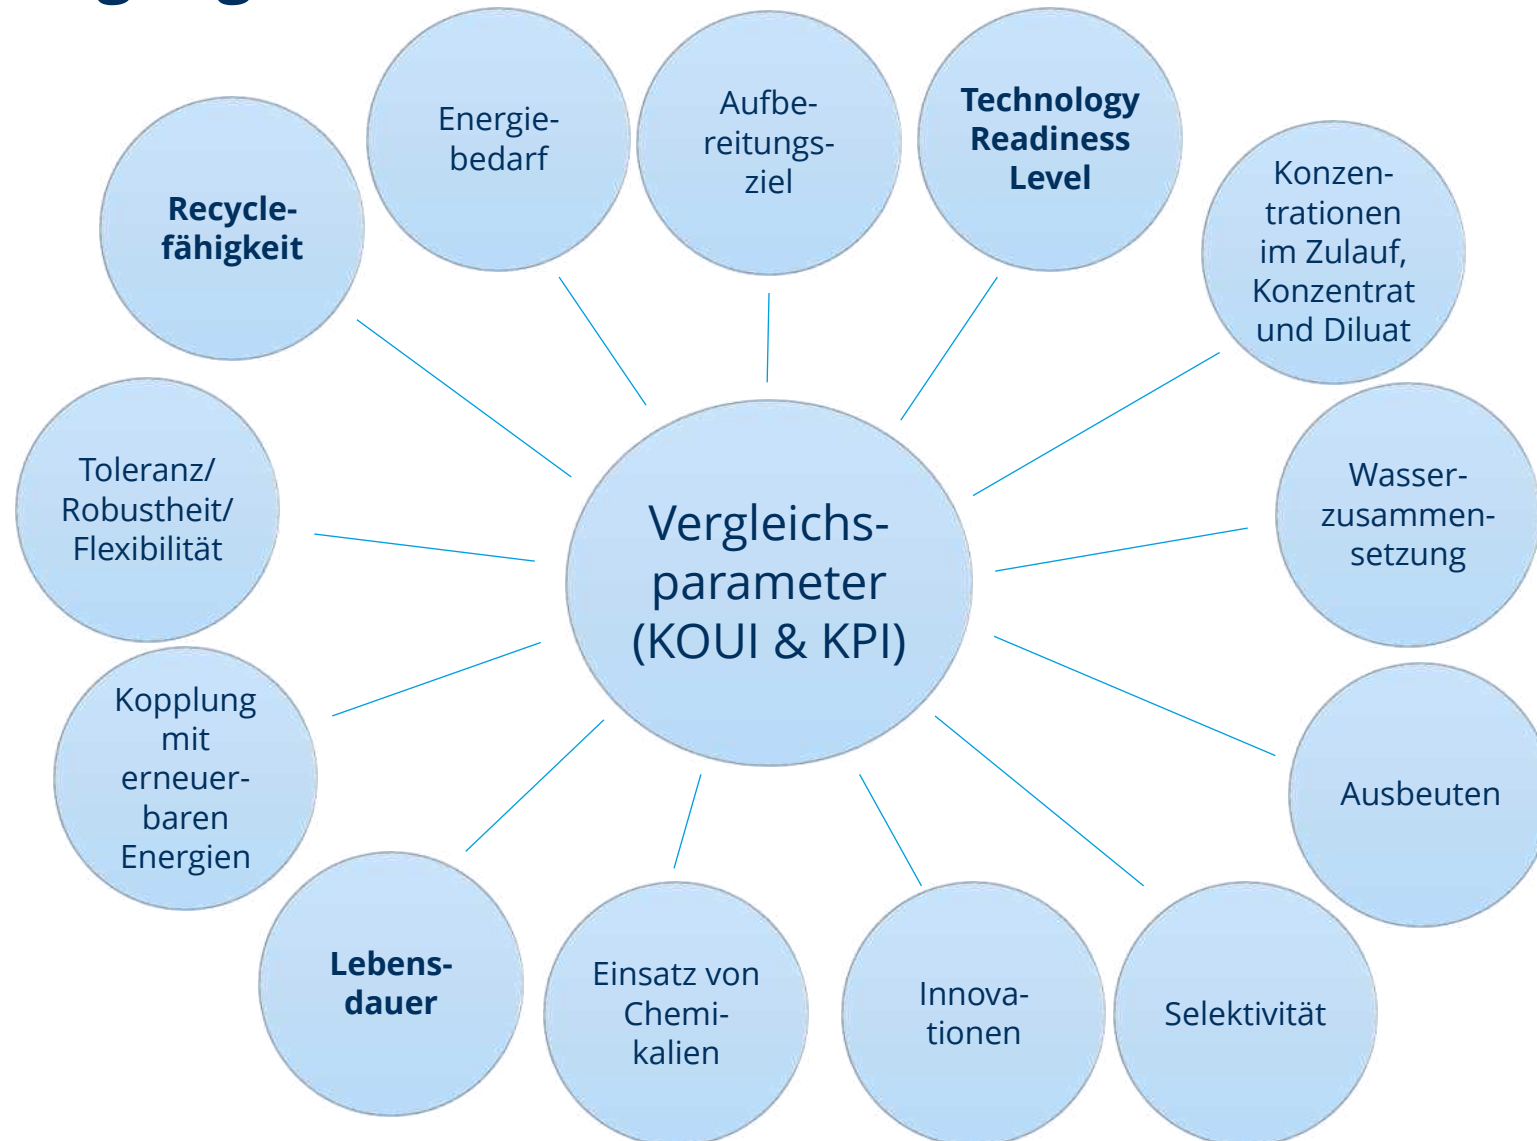 Energie-
bedarf
Aufbe-
reitungs-
ziel
Technology
Readiness
Level
Konzen-
trationen
im Zulauf,
Konzentrat
und Diluat
Recycle-
fähigkeit
Toleranz/
Robustheit/
Flexibilität
Vergleichs-
parameter
(KOUI & KPI)
Wasser-
zusammen-
setzung
Kopplung
mit
erneuer-
baren
Energien
Ausbeuten
Lebens-
dauer
Einsatz von
Chemi-
kalien
Innova-
tionen
Selektivität